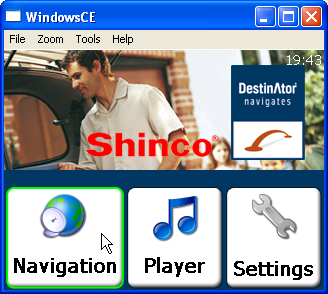 WindowsCE
File Zoom Tools Help
19:43
Destinator
navigates
Shinco®
Navigation Player Settings